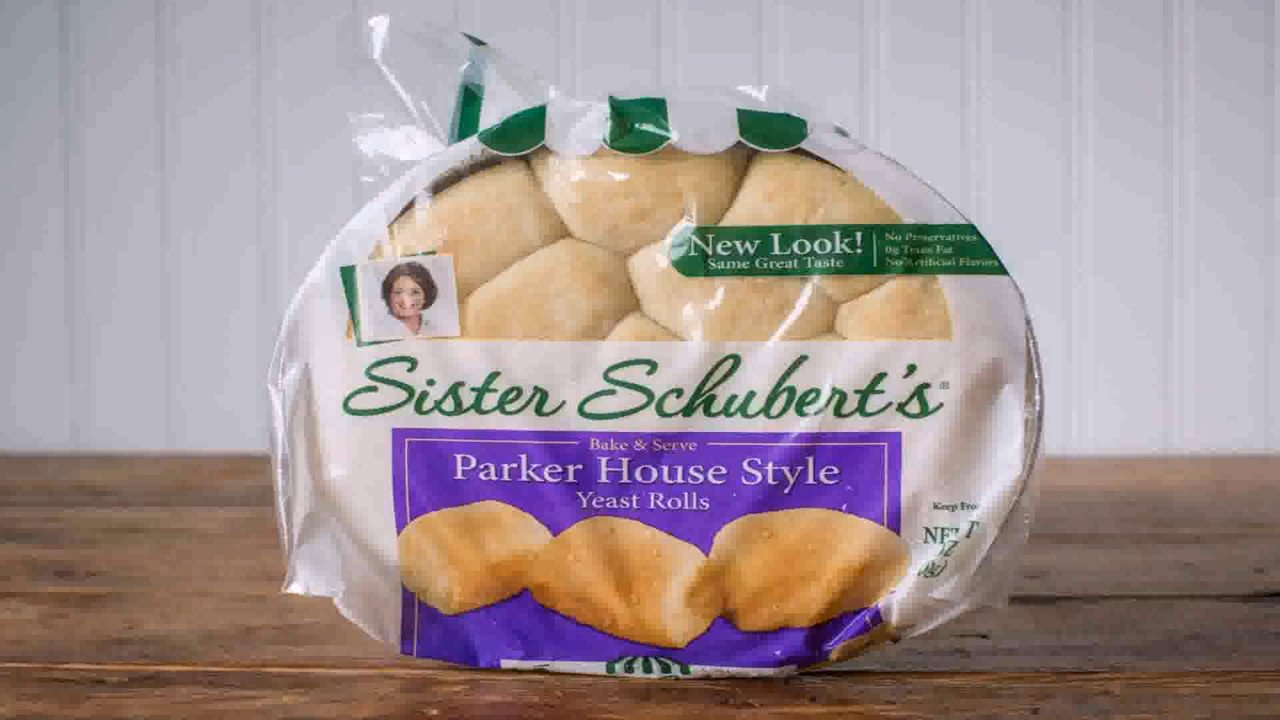 New Look!
Same Great Taste
No Preservatives
0g Trans Fat
No Artificial Flavors
Sister Schubert's®
Bake & Serve
Parker House Style
Yeast Rolls
Keep